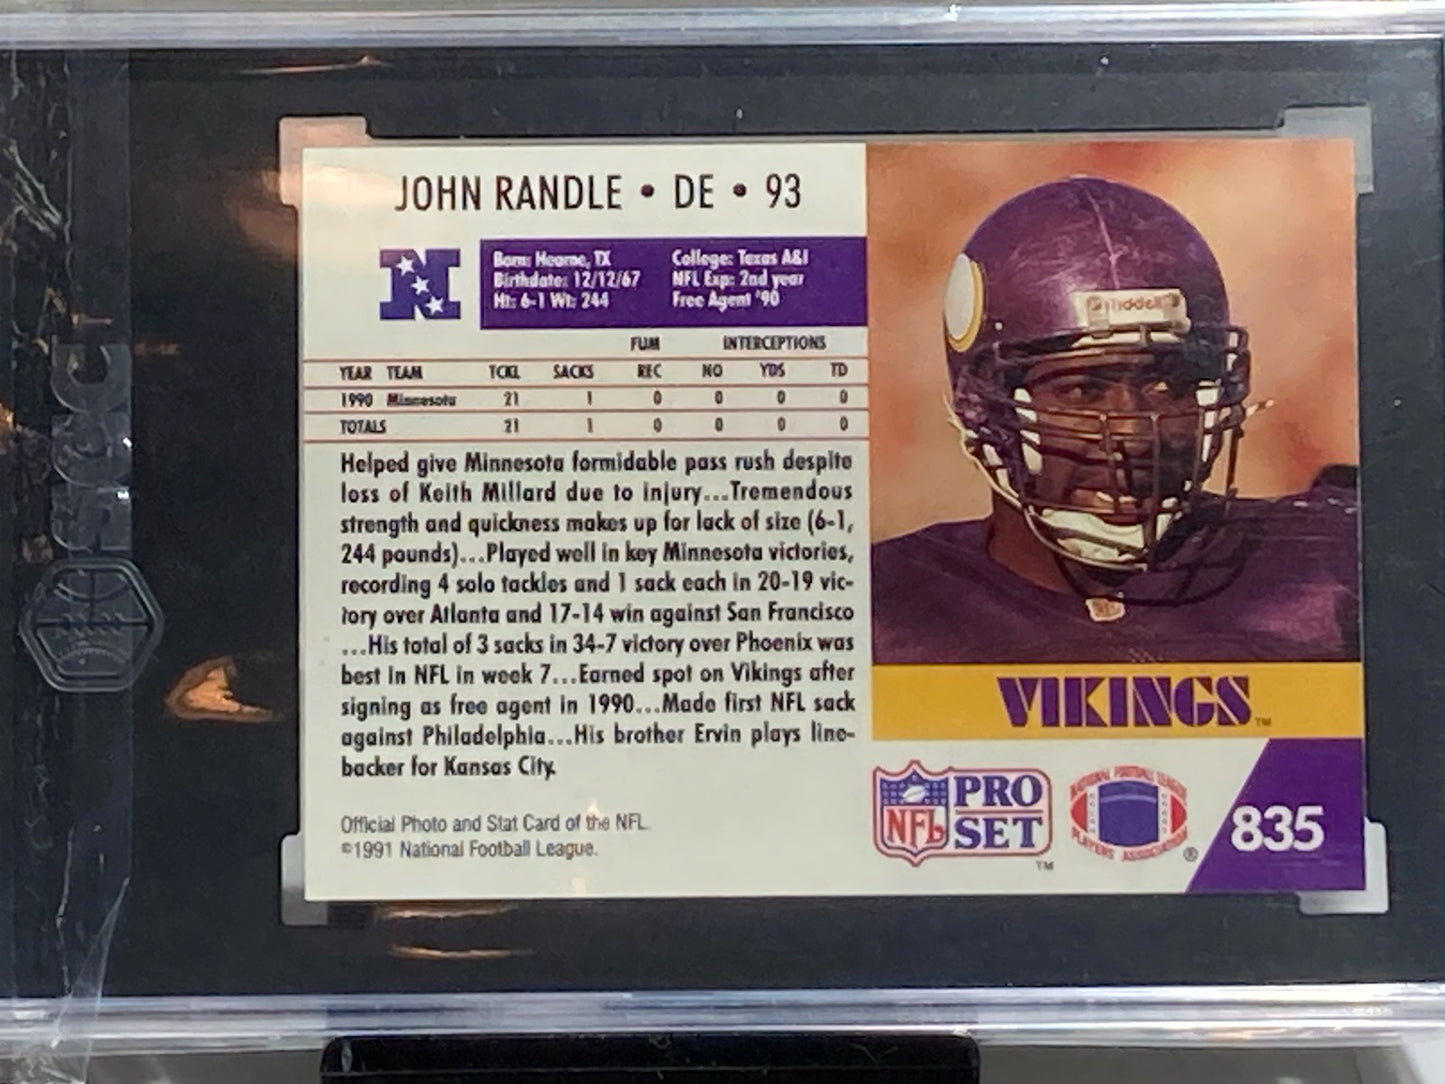 JOHN RANDLE • DE • 93
Born: Hearne, TX
Birthdate: 12/12/67
Ht: 6-1 Wt: 244
College: Texas A&I
NFL Exp: 2nd year
Free Agent '90
FUM INTERCEPTIONS
YEAR TEAM TCKL SACKS REC NO YDS TD
1990 Minnesota 21 1 0 0 0 0
TOTALS 21 1 0 0 0 0
Helped give Minnesota formidable pass rush despite
loss of Keith Millard due to injury...Tremendous
strength and quickness makes up for lack of size (6-1,
244 pounds)...Played well in key Minnesota victories,
recording 4 solo tackles and 1 sack each in 20-19 vic-
tory over Atlanta and 17-14 win against San Francisco
...His total of 3 sacks in 34-7 victory over Phoenix was
best in NFL in week 7...Earned spot on Vikings after
signing as free agent in 1990...Made first NFL sack
against Philadelphia...His brother Ervin plays line-
backer for Kansas City.
Official Photo and Stat Card of the NFL.
©1991 National Football League.
Riddell
VIKINGS™
NFL PRO SET™
NATIONAL FOOTBALL LEAGUE
PLAYERS ASSOCIATION®
835